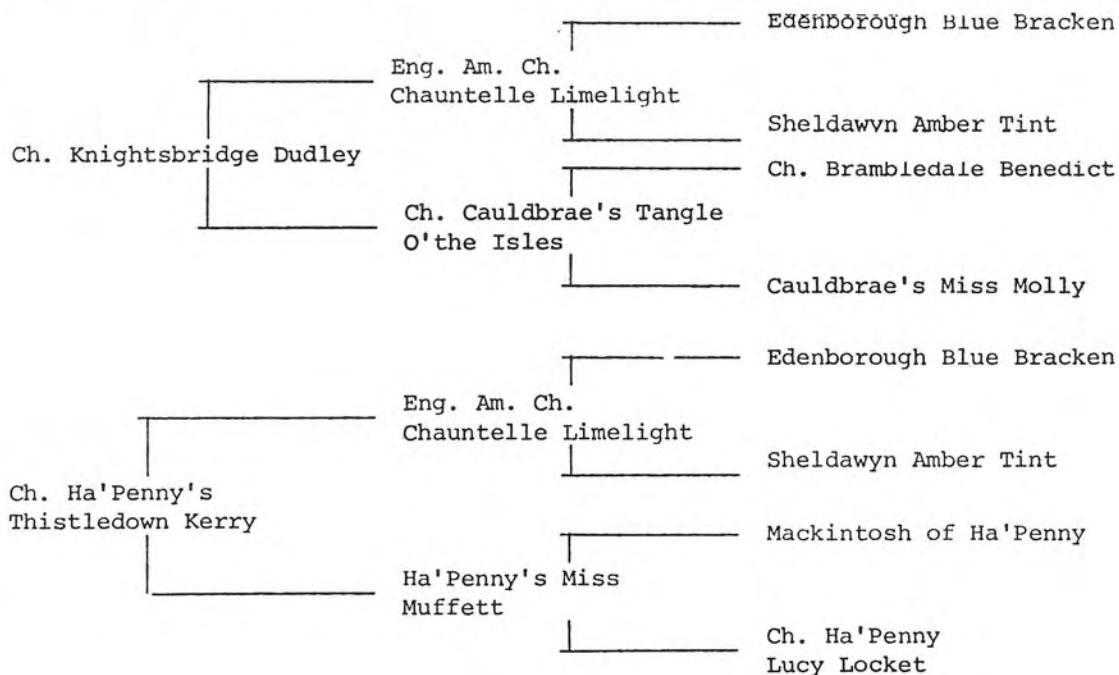 Edenborough Blue Bracken
Eng. Am. Ch.
Chauntelle Limelight
Sheldawyn Amber Tint
Ch. Knightsbridge Dudley
Ch. Brambledale Benedict
Ch. Cauldbrae's Tangle
O'the Isles
Cauldbrae's Miss Molly
Edenborough Blue Bracken
Eng. Am. Ch.
Chauntelle Limelight
Sheldawyn Amber Tint
Ch. Ha'Penny's
Thistledown Kerry
Mackintosh of Ha'Penny
Ha'Penny's Miss
Muffett
Ch. Ha'Penny
Lucy Locket